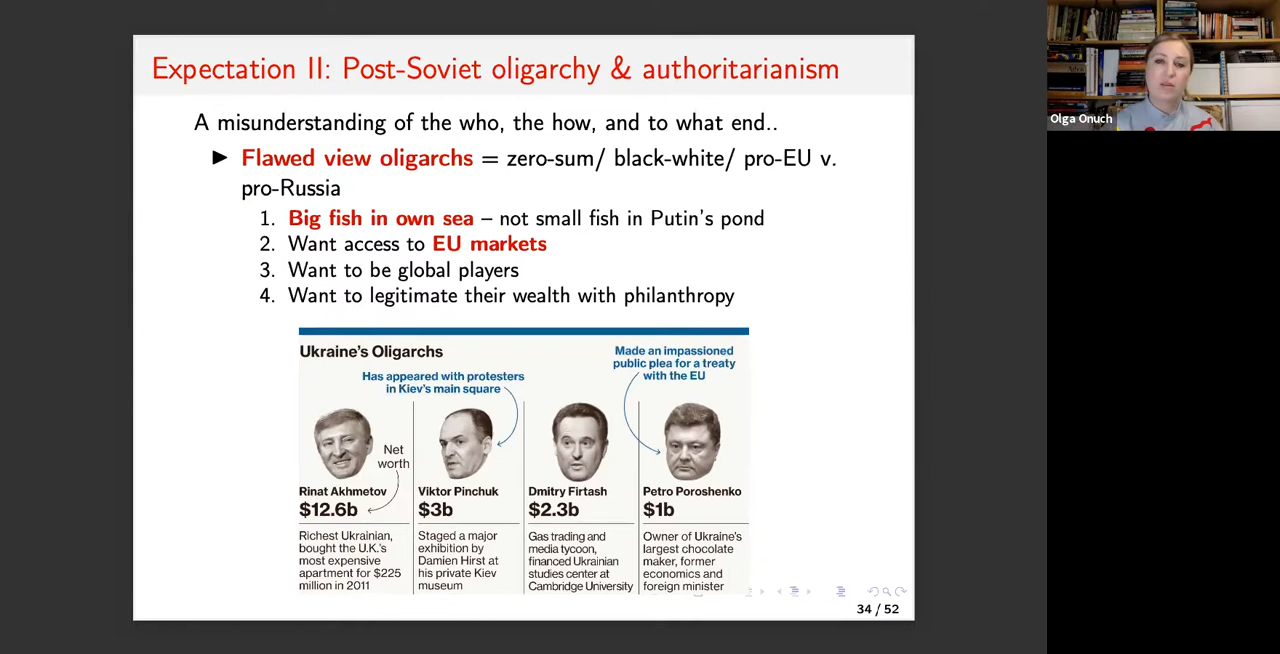 Expectation II: Post-Soviet oligarchy & authoritarianism
A misunderstanding of the who, the how, and to what end..
▶ Flawed view oligarchs = zero-sum/ black-white/ pro-EU v.
pro-Russia
1. Big fish in own sea – not small fish in Putin's pond
2. Want access to EU markets
3. Want to be global players
4. Want to legitimate their wealth with philanthropy
Ukraine's Oligarchs
Has appeared with protesters
in Kiev's main square
Made an impassioned
public plea for a treaty
with the EU
Net
worth
Rinat Akhmetov
$12.6b
Richest Ukrainian,
bought the U.K.'s
most expensive
apartment for $225
million in 2011
Viktor Pinchuk
$3b
Staged a major
exhibition by
Damien Hirst at
his private Kiev
museum
Dmitry Firtash
$2.3b
Gas trading and
media tycoon,
financed Ukrainian
studies center at
Cambridge University
Petro Poroshenko
$1b
Owner of Ukraine's
largest chocolate
maker, former
economics and
foreign minister
34 / 52
Olga Onuch